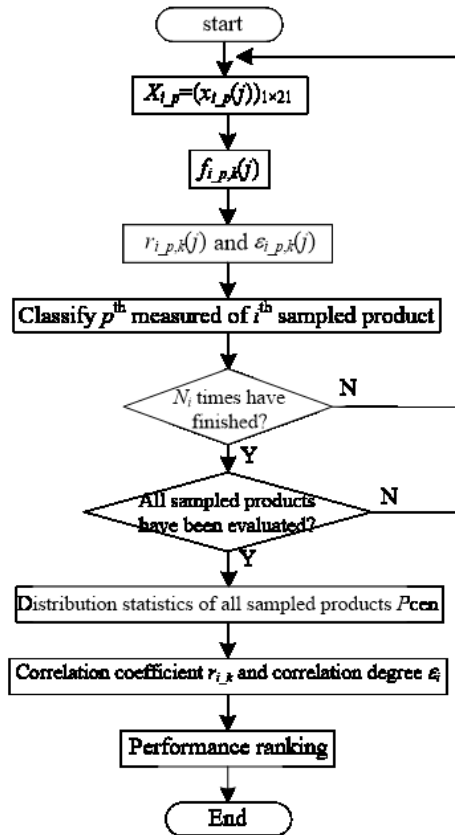 start
X_{i_p}=(x_{i_p}(j))_{1×21}
f_{i_p,k}(j)
r_{i_p,k}(j) and ε_{i_p,k}(j)
Classify p^{th} measured of i^{th} sampled product
N_i times have
finished?
N
Y
All sampled products
have been evaluated?
N
Y
Distribution statistics of all sampled products Pcen
Correlation coefficient r_{i_k} and correlation degree ε_i
Performance ranking
End